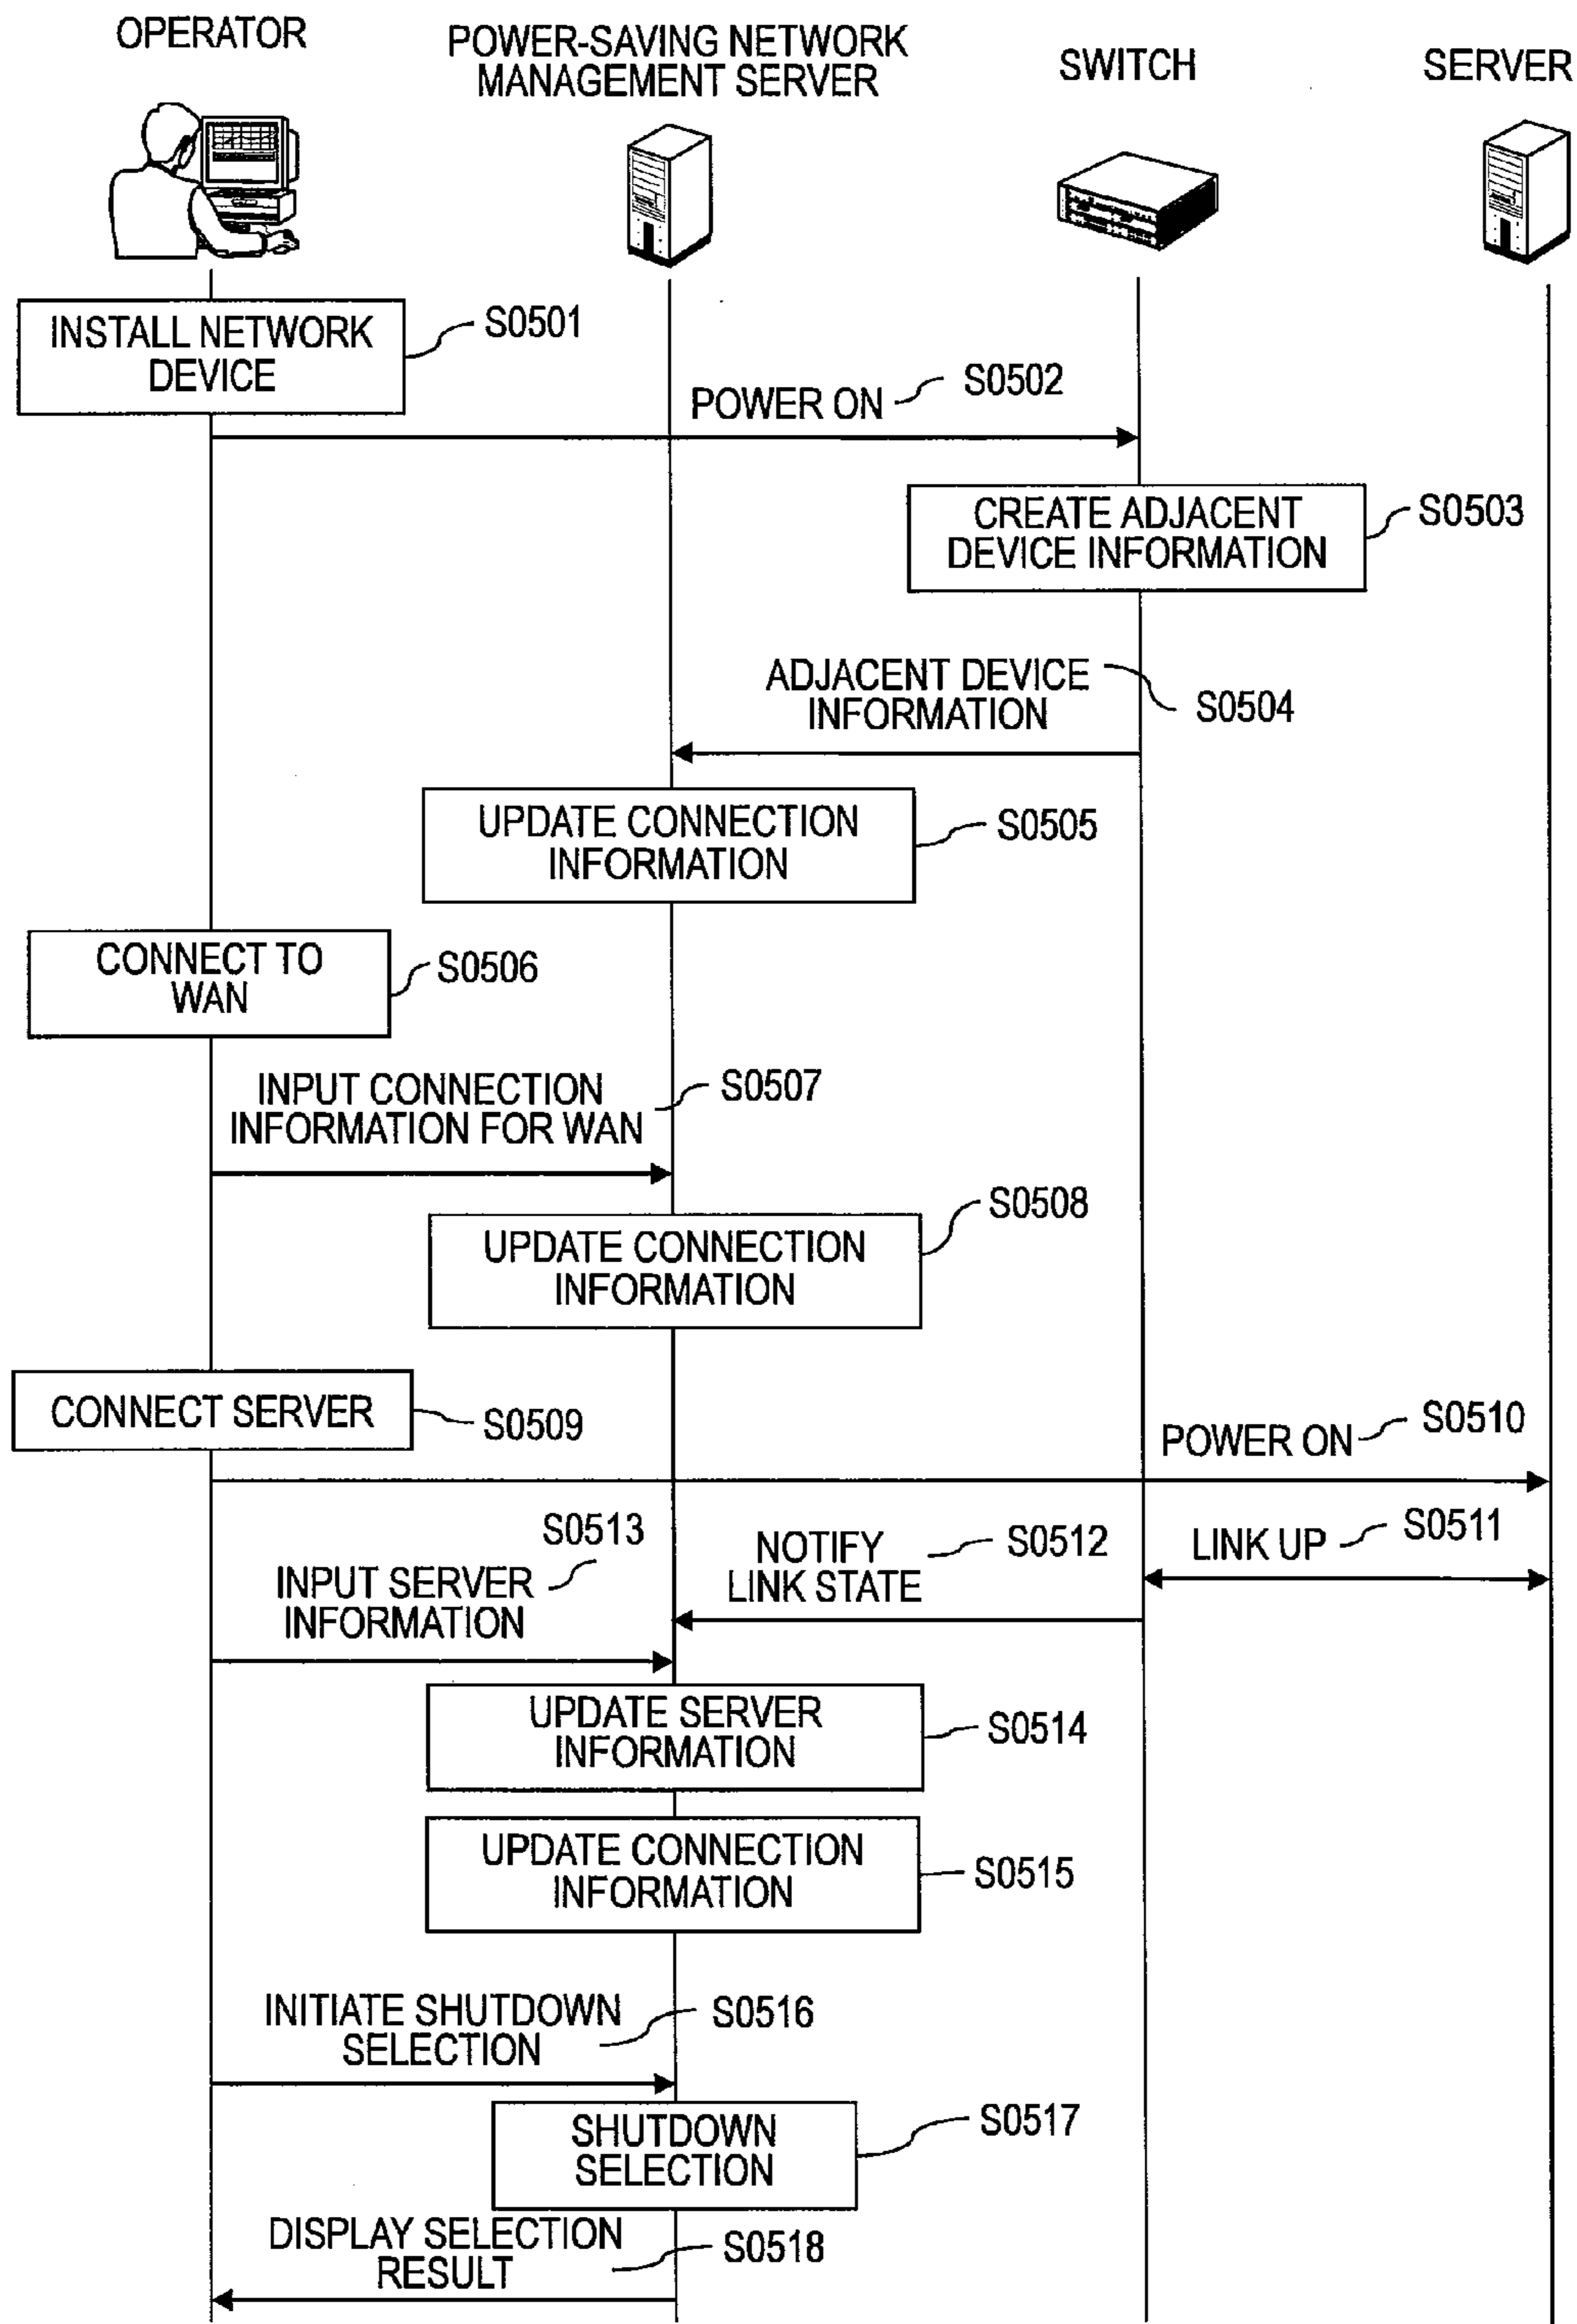 OPERATOR
POWER-SAVING NETWORK
MANAGEMENT SERVER
SWITCH
SERVER
INSTALL NETWORK
DEVICE
S0501
POWER ON
S0502
CREATE ADJACENT
DEVICE INFORMATION
S0503
ADJACENT DEVICE
INFORMATION
S0504
UPDATE CONNECTION
INFORMATION
S0505
CONNECT TO
WAN
S0506
INPUT CONNECTION
INFORMATION FOR WAN
S0507
UPDATE CONNECTION
INFORMATION
S0508
CONNECT SERVER
S0509
POWER ON
S0510
LINK UP
S0511
NOTIFY
LINK STATE
S0512
S0513
INPUT SERVER
INFORMATION
UPDATE SERVER
INFORMATION
S0514
UPDATE CONNECTION
INFORMATION
S0515
INITIATE SHUTDOWN
SELECTION
S0516
SHUTDOWN
SELECTION
S0517
DISPLAY SELECTION
RESULT
S0518